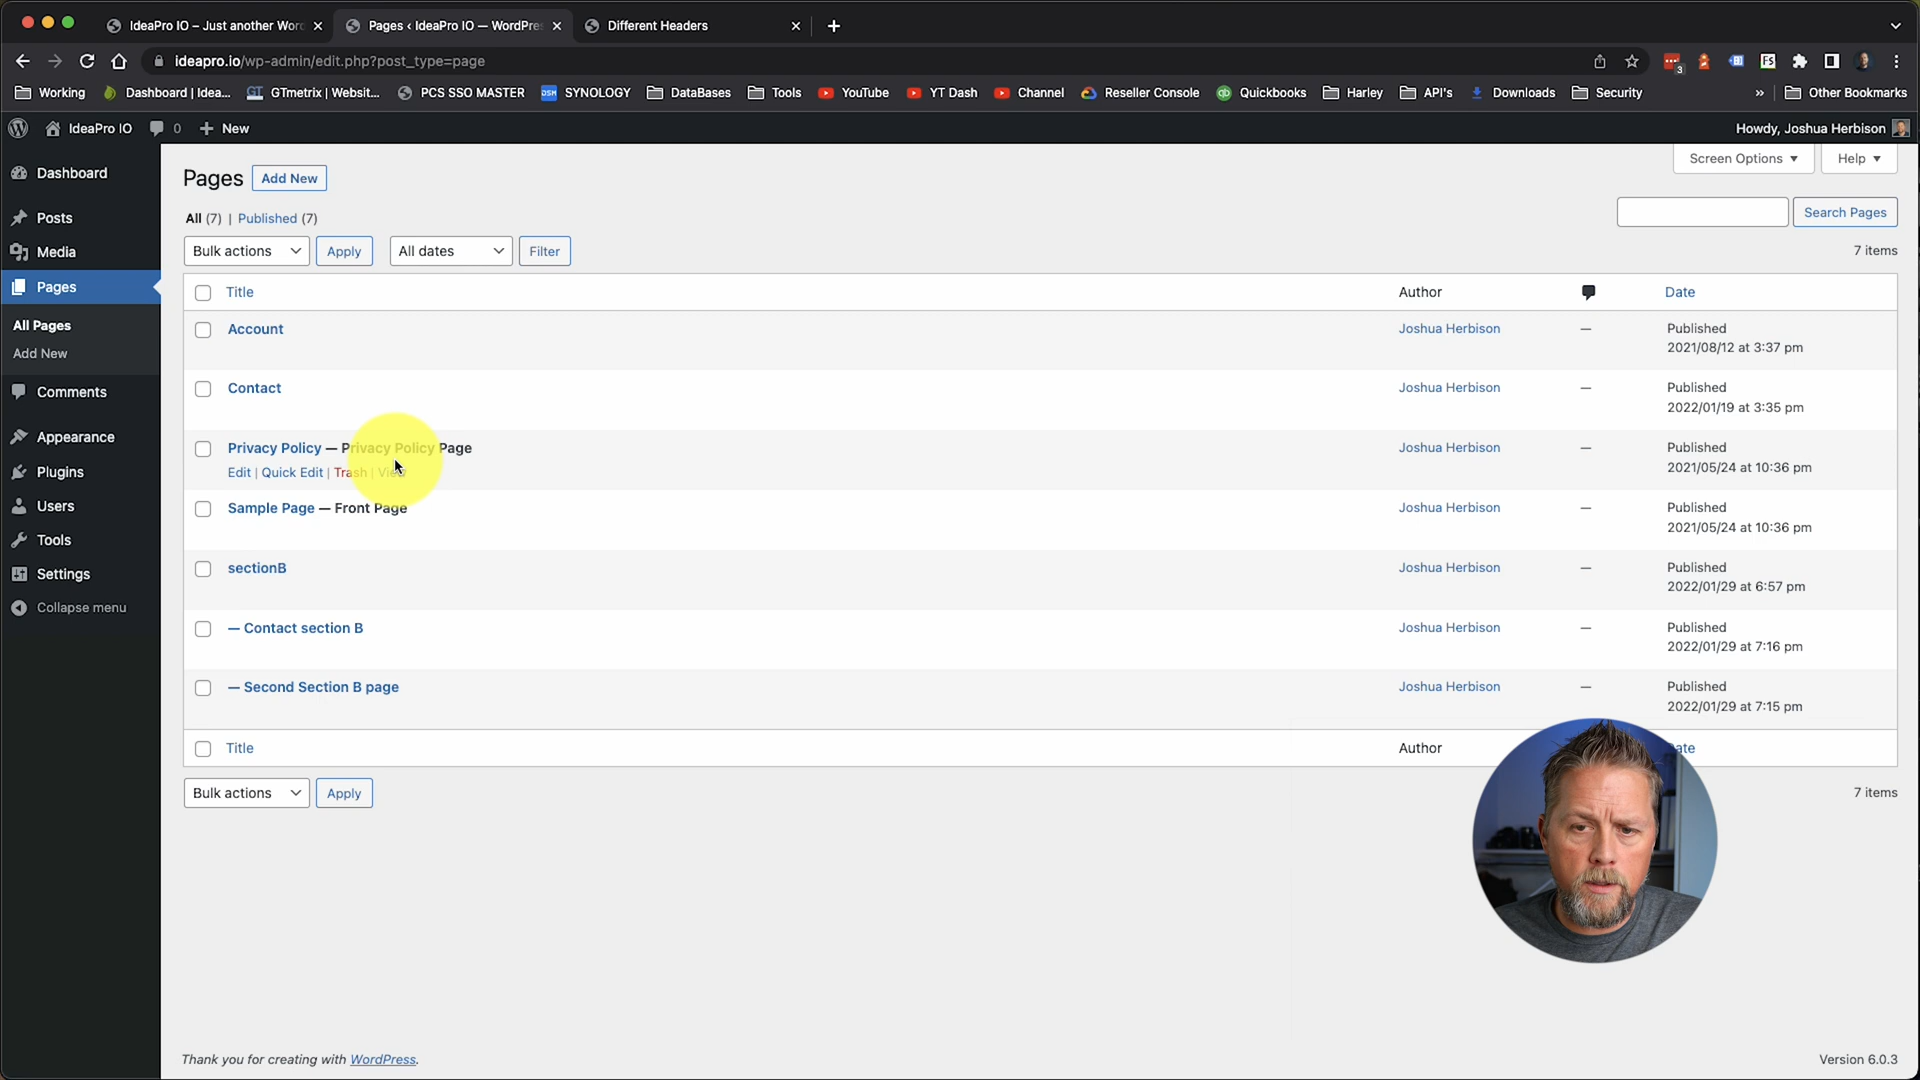 IdeaPro IO – Just another Wor
Pages ‹ IdeaPro IO — WordPre
Different Headers
ideapro.io/wp-admin/edit.php?post_type=page
3
FS
Working
Dashboard | Idea...
GTmetrix | Websit...
PCS SSO MASTER
DSM
SYNOLOGY
DataBases
Tools
YouTube
YT Dash
Channel
Reseller Console
Quickbooks
Harley
API's
Downloads
Security
»
Other Bookmarks
IdeaPro IO
0
New
Howdy, Joshua Herbison
Dashboard
Posts
Media
Pages
All Pages
Add New
Comments
Appearance
Plugins
Users
Tools
Settings
Collapse menu
Pages
Add New
Screen Options
Help
All (7) | Published (7)
Search Pages
Bulk actions
Apply
All dates
Filter
7 items
Title
Author
Date
Account
Joshua Herbison
—
Published
2021/08/12 at 3:37 pm
Contact
Joshua Herbison
—
Published
2022/01/19 at 3:35 pm
Privacy Policy — Privacy Policy Page
Edit | Quick Edit | Trash | View
Joshua Herbison
—
Published
2021/05/24 at 10:36 pm
Sample Page — Front Page
Joshua Herbison
—
Published
2021/05/24 at 10:36 pm
sectionB
Joshua Herbison
—
Published
2022/01/29 at 6:57 pm
— Contact section B
Joshua Herbison
—
Published
2022/01/29 at 7:16 pm
— Second Section B page
Joshua Herbison
—
Published
2022/01/29 at 7:15 pm
Title
Author
ate
Bulk actions
Apply
7 items
Thank you for creating with WordPress.
Version 6.0.3